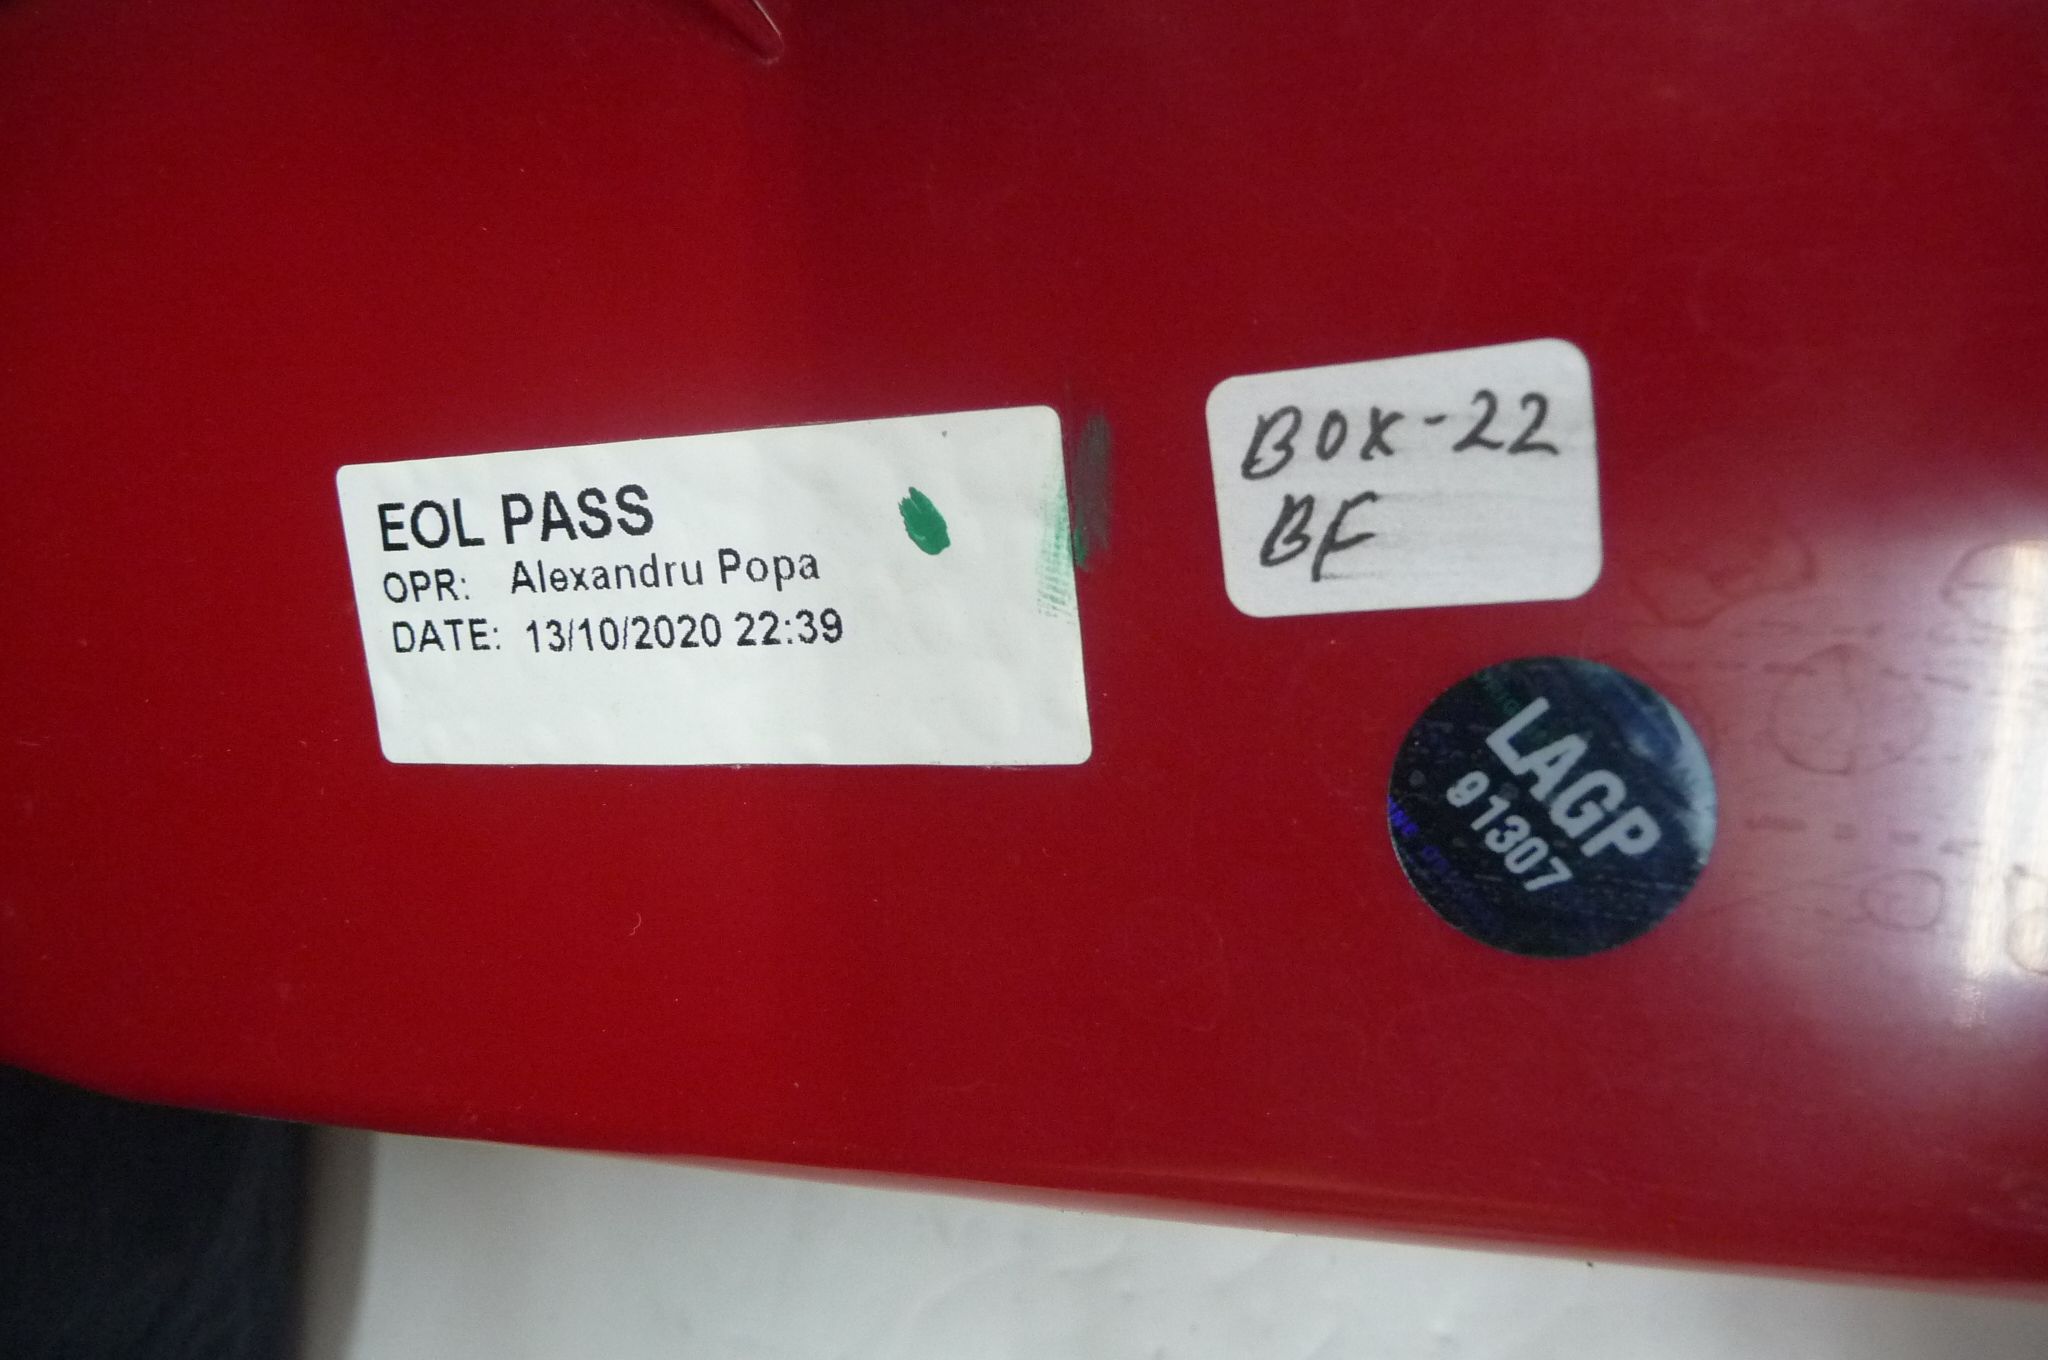 EOL PASS
OPR: Alexandru Popa
DATE: 13/10/2020 22:39
BOX-22
BF
LAGP
91307